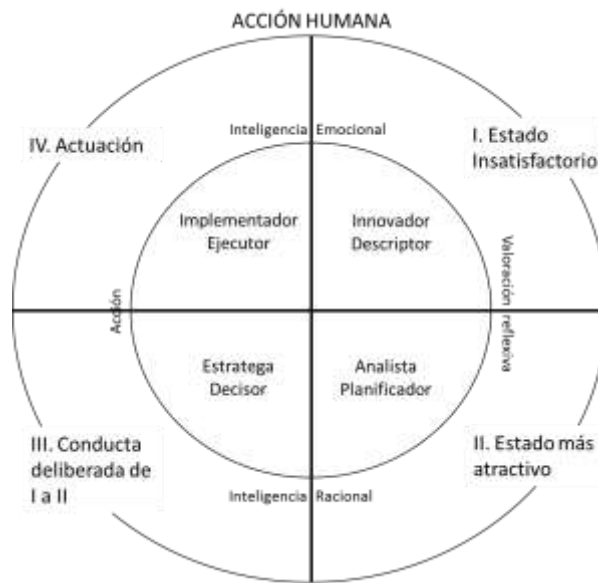 ACCIÓN HUMANA
Inteligencia Emocional
IV. Actuación
I. Estado
Insatisfactorio
Implementador
Ejecutor
Innovador
Descriptor
Acción
Valoración reflexiva
Estratega
Decisor
Analista
Planificador
III. Conducta
deliberada de
I a II
II. Estado más
atractivo
Inteligencia Racional